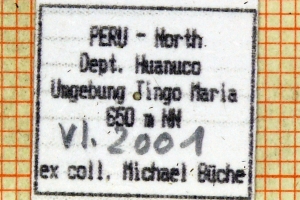 PERU - North
Dept. Huanuco
Umgebung Tingo Maria
650 m NN
VI. 2001
ex coll. Michael Büche